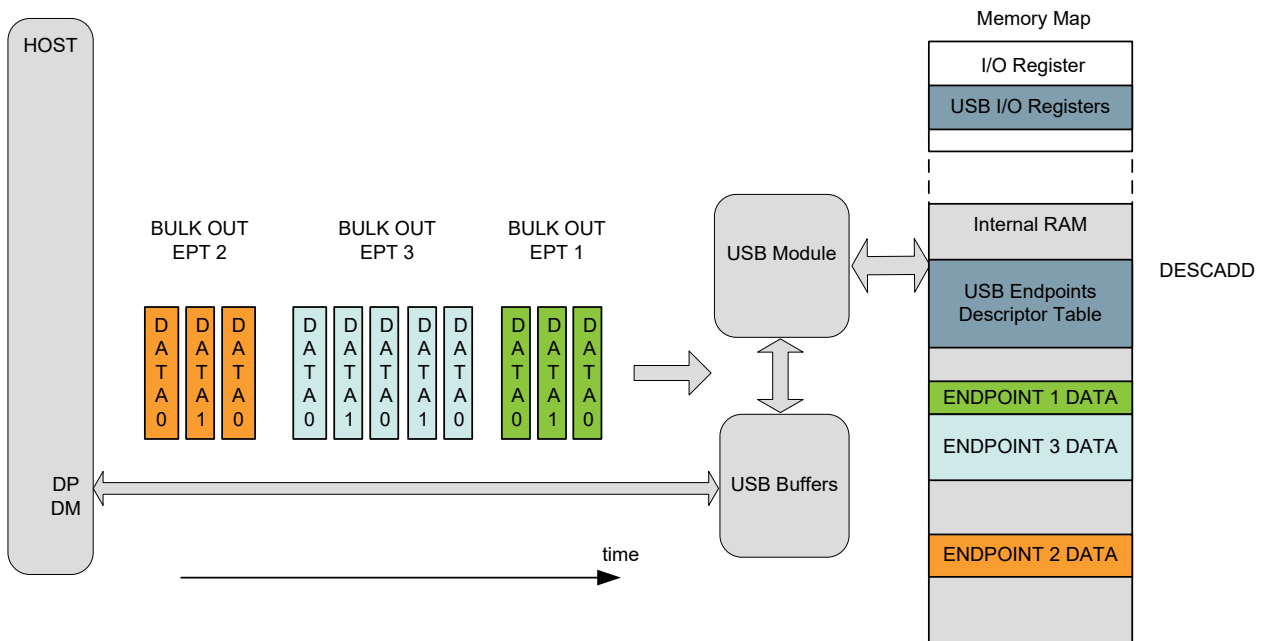 Memory Map
HOST
I/O Register
USB I/O Registers
BULK OUT
EPT 2
BULK OUT
EPT 3
BULK OUT
EPT 1
USB Module
Internal RAM
USB Endpoints
Descriptor Table
DESCADD
DATA0
DATA1
DATA0
DATA0
DATA1
DATA0
DATA1
DATA0
DATA0
DATA1
DATA0
ENDPOINT 1 DATA
ENDPOINT 3 DATA
DP
DM
USB Buffers
time
ENDPOINT 2 DATA